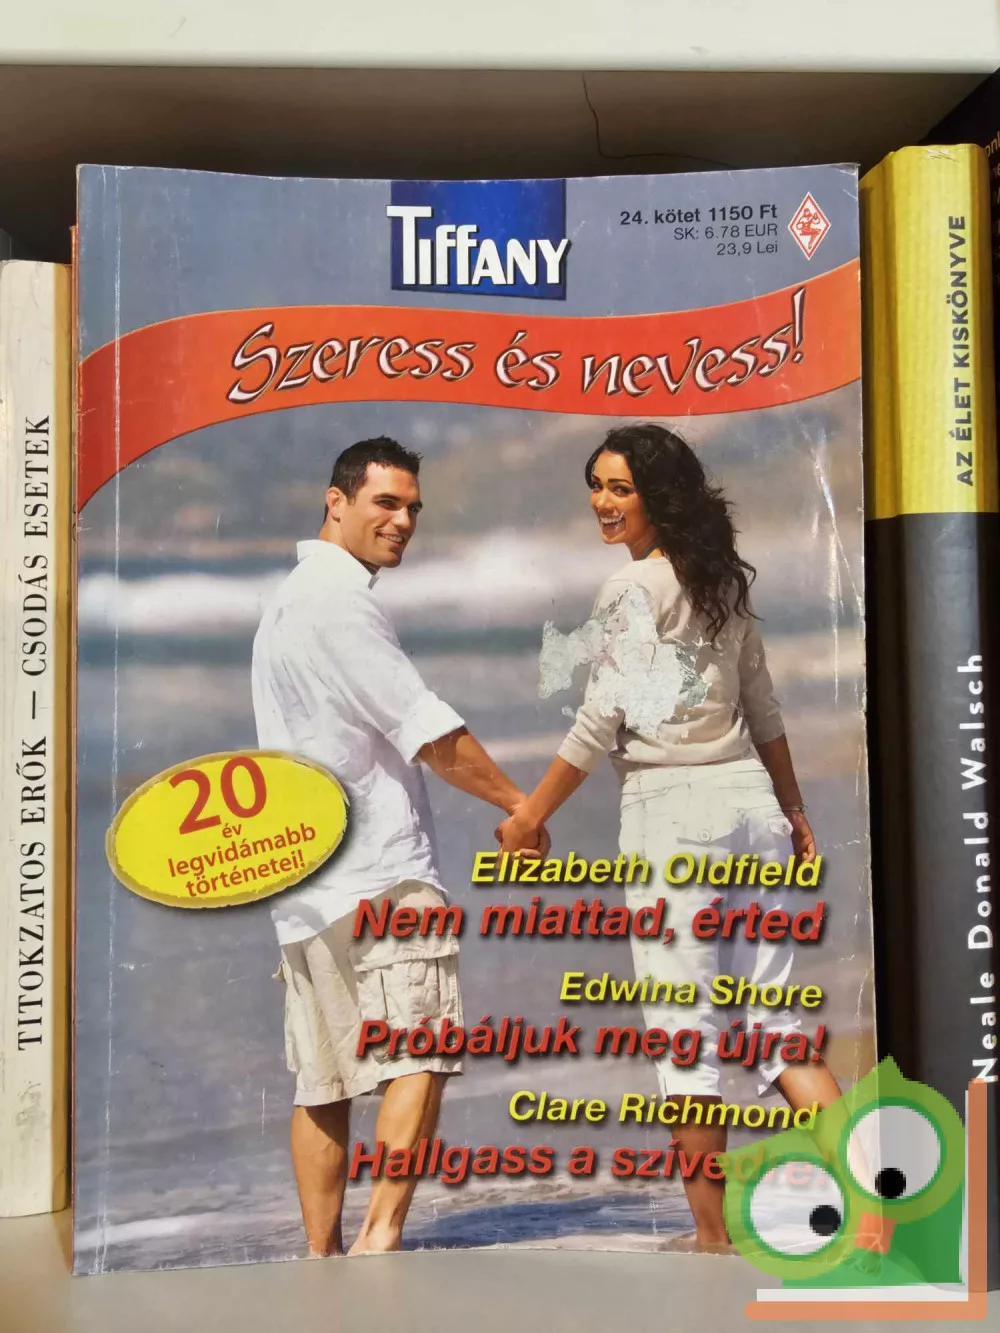 TIFFANY
24. kötet 1150 Ft
SK: 6.78 EUR
23,9 Lei
Szeress és nevess!
20
év
legvidámabb
történetei!
Elizabeth Oldfield
Nem miattad, érted
Edwina Shore
Próbáljuk meg újra!
Clare Richmond
Hallgass a szívedre!
TITOKZATOS ERŐK — CSODÁS ESETEK
AZ ÉLET KISKÖNYVE
Neale Donald Walsch